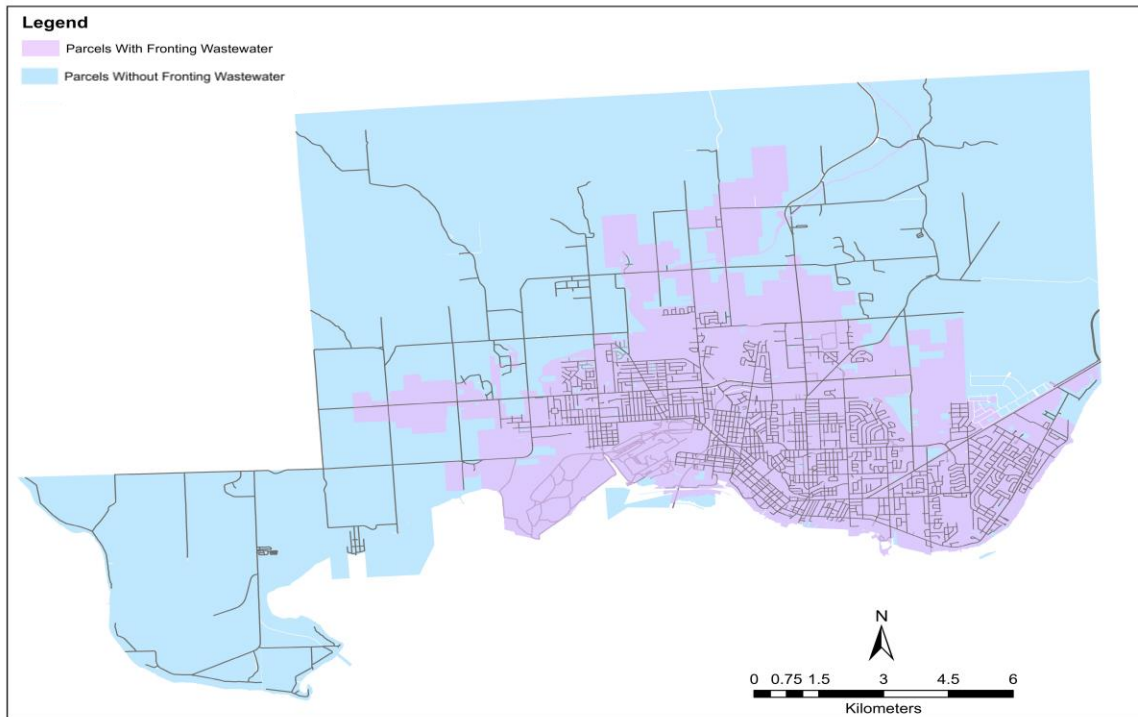 Legend
Parcels With Fronting Wastewater
Parcels Without Fronting Wastewater
N
0 0.75 1.5 3 4.5 6
Kilometers